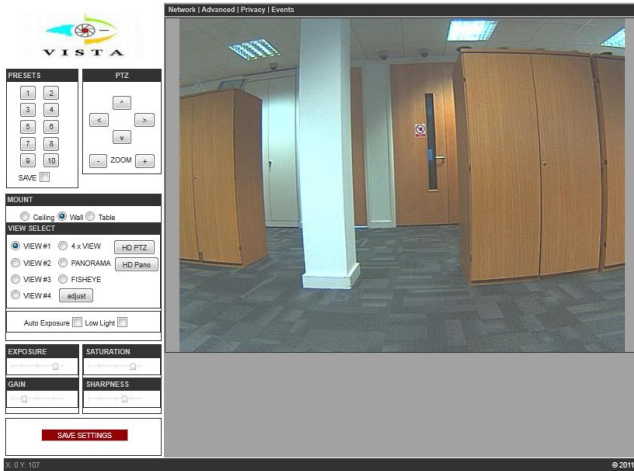 Network | Advanced | Privacy | Events
VISTA
PRESETS
PTZ
1 2
3 4
5 6
7 8
9 10
SAVE
^
< >
v
- ZOOM +
MOUNT
Ceiling Wall Table
VIEW SELECT
VIEW #1 4 x VIEW HD PTZ
VIEW #2 PANORAMA HD Pano
VIEW #3 FISHEYE
VIEW #4 adjust
Auto Exposure Low Light
EXPOSURE
SATURATION
GAIN
SHARPNESS
SAVE SETTINGS
X: 0 Y: 107
© 2011